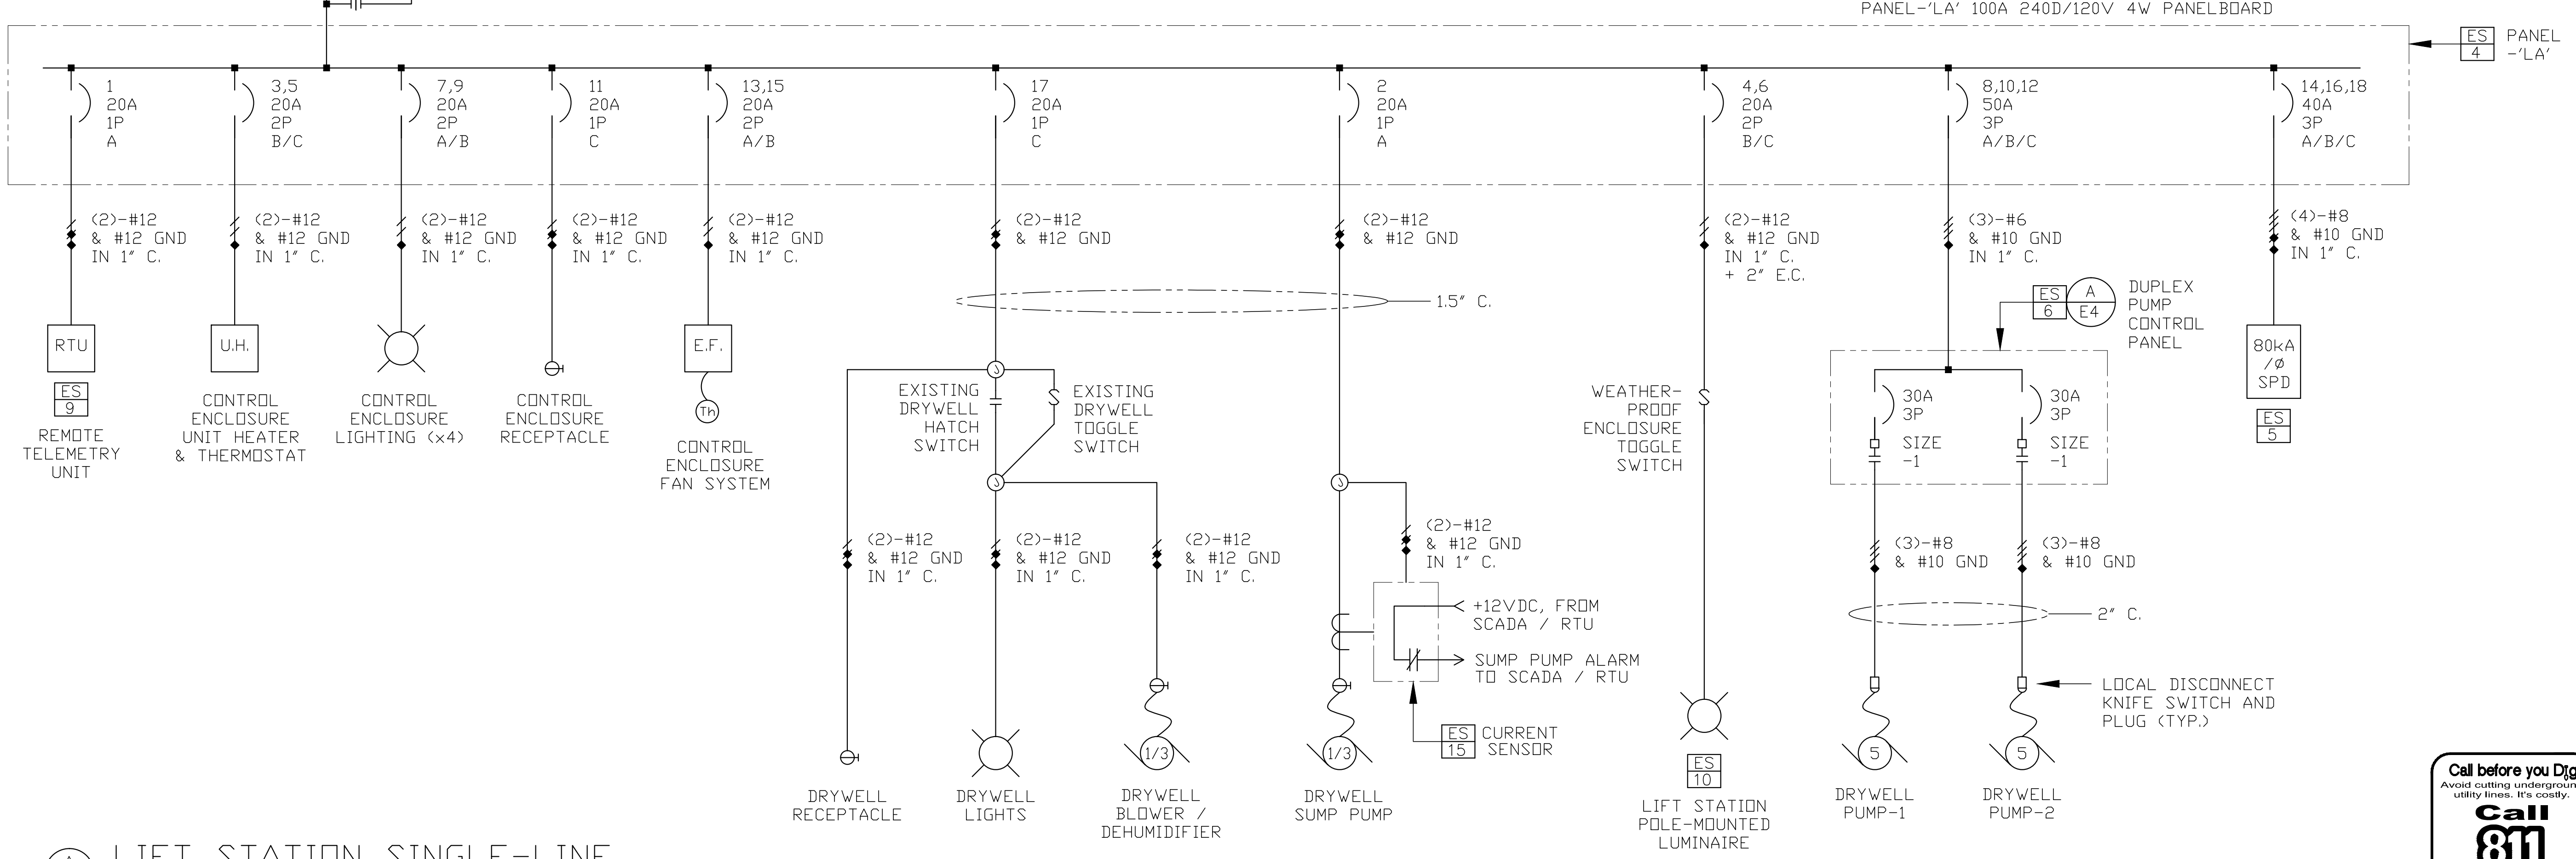 PANEL-'LA' 100A 240D/120V 4W PANELBOARD
ES
4
PANEL
-'LA'
1
20A
1P
A
3,5
20A
2P
B/C
7,9
20A
2P
A/B
11
20A
1P
C
13,15
20A
2P
A/B
17
20A
1P
C
2
20A
1P
A
4,6
20A
2P
B/C
8,10,12
50A
3P
A/B/C
14,16,18
40A
3P
A/B/C
(2)-#12
& #12 GND
IN 1" C.
(2)-#12
& #12 GND
IN 1" C.
(2)-#12
& #12 GND
IN 1" C.
(2)-#12
& #12 GND
IN 1" C.
(2)-#12
& #12 GND
IN 1" C.
(2)-#12
& #12 GND
(2)-#12
& #12 GND
(2)-#12
& #12 GND
IN 1" C.
+ 2" E.C.
(3)-#6
& #10 GND
IN 1" C.
(4)-#8
& #10 GND
IN 1" C.
1.5" C.
ES
6
A
E4
DUPLEX
PUMP
CONTROL
PANEL
RTU
ES
9
REMOTE
TELEMETRY
UNIT
U.H.
CONTROL
ENCLOSURE
UNIT HEATER
& THERMOSTAT
CONTROL
ENCLOSURE
LIGHTING (x4)
CONTROL
ENCLOSURE
RECEPTACLE
E.F.
Th
CONTROL
ENCLOSURE
FAN SYSTEM
J
EXISTING
DRYWELL
HATCH
SWITCH
EXISTING
DRYWELL
TOGGLE
SWITCH
J
J
WEATHER-
PROOF
ENCLOSURE
TOGGLE
SWITCH
30A
3P
SIZE
-1
30A
3P
SIZE
-1
80kA
/Ø
SPD
ES
5
(2)-#12
& #12 GND
IN 1" C.
(2)-#12
& #12 GND
IN 1" C.
(2)-#12
& #12 GND
IN 1" C.
(2)-#12
& #12 GND
IN 1" C.
(3)-#8
& #10 GND
(3)-#8
& #10 GND
2" C.
+12VDC, FROM
SCADA / RTU
SUMP PUMP ALARM
TO SCADA / RTU
ES
15
CURRENT
SENSOR
LOCAL DISCONNECT
KNIFE SWITCH AND
PLUG (TYP.)
1/3
1/3
5
5
DRYWELL
RECEPTACLE
DRYWELL
LIGHTS
DRYWELL
BLOWER /
DEHUMIDIFIER
DRYWELL
SUMP PUMP
ES
10
LIFT STATION
POLE-MOUNTED
LUMINAIRE
DRYWELL
PUMP-1
DRYWELL
PUMP-2
Call before you Dig
Avoid cutting underground
utility lines. It's costly.
Call
811
LIFT STATION SINGLE-LINE